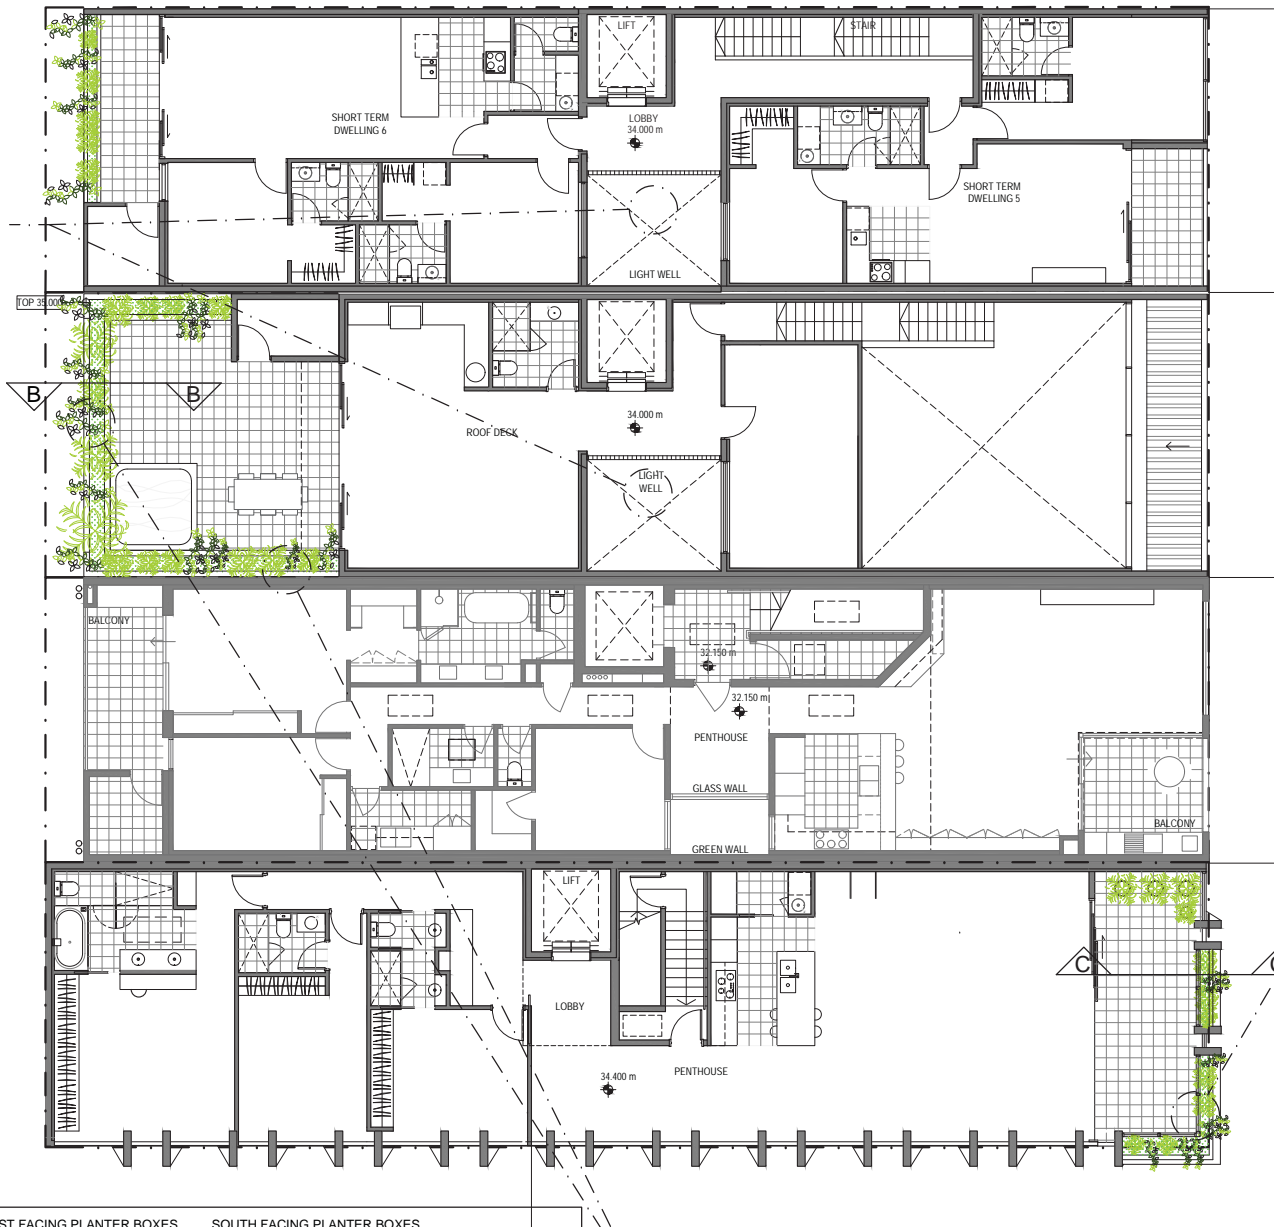 LIFT
STAIR
SHORT TERM
DWELLING 6
LOBBY
34.000 m
SHORT TERM
DWELLING 5
LIGHT WELL
TOP 35.000
B
B
34.000 m
ROOF DECK
LIGHT
WELL
BALCONY
32.150 m
32.150 m
PENTHOUSE
GLASS WALL
BALCONY
GREEN WALL
LIFT
C
LOBBY
PENTHOUSE
34.400 m
SOUTH FACING PLANTER BOXES
FACING PLANTER BOXES